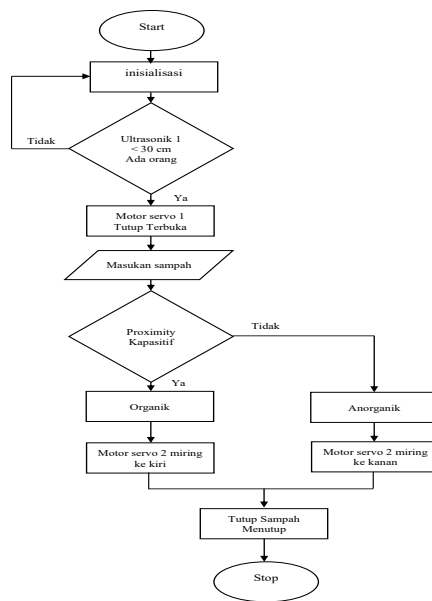 Start
inisialisasi
Ultrasonik 1
< 30 cm
Ada orang
Tidak
Ya
Motor servo 1
Tutup Terbuka
Masukan sampah
Proximity
Kapasitif
Tidak
Ya
Organik
Anorganik
Motor servo 2 miring
ke kiri
Motor servo 2 miring
ke kanan
Tutup Sampah
Menutup
Stop